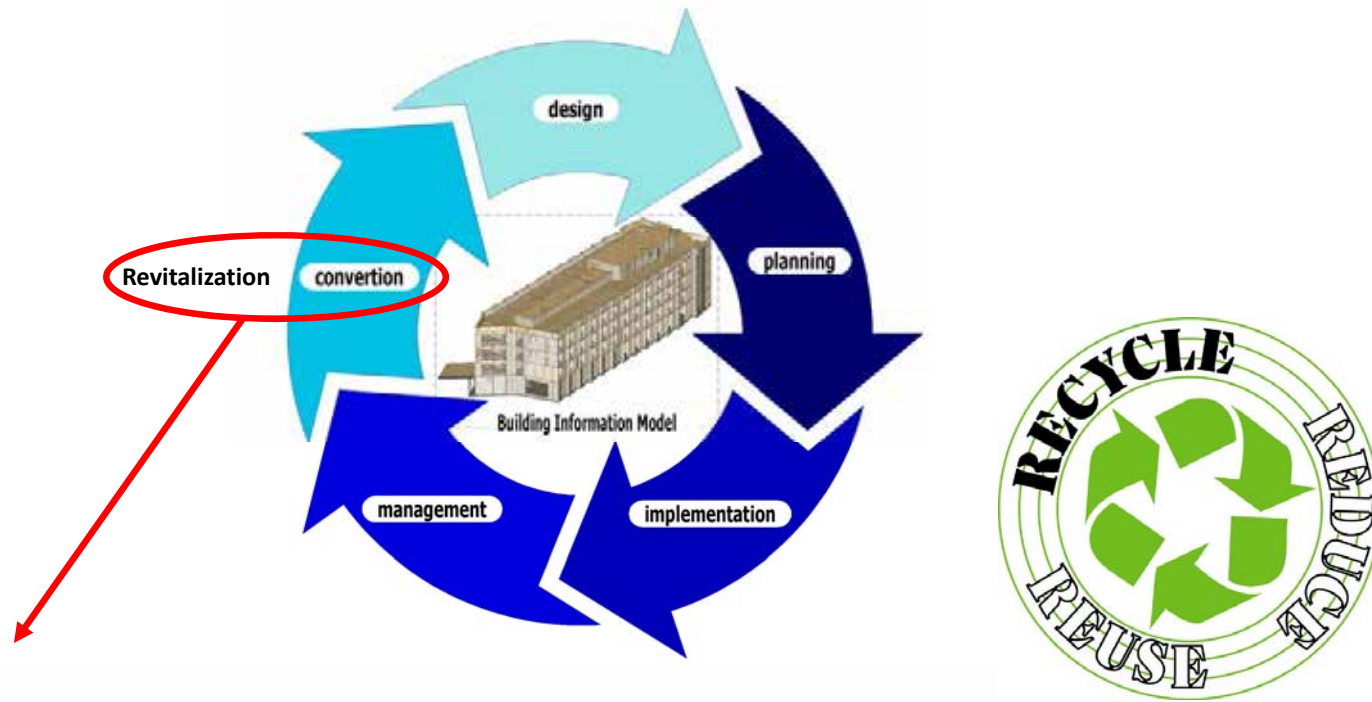 design
planning
Revitalization convertion
Building Information Model
management
implementation
RECYCLE
REDUCE
REUSE